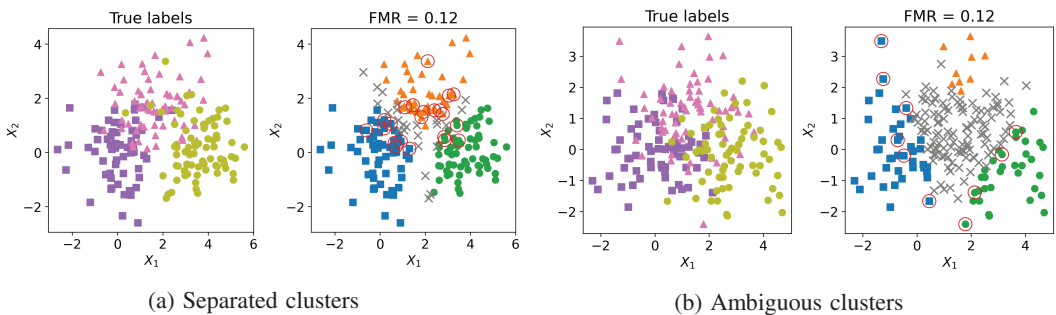 True labels
FMR = 0.12
True labels
FMR = 0.12
X₂
4
2
0
−2
−2 0 2 4 6
X₁
X₂
4
2
0
−2
−2 0 2 4 6
X₁
X₂
3
2
1
0
−1
−2
−2 0 2 4
X₁
X₂
3
2
1
0
−1
−2
−2 0 2 4
X₁
(a) Separated clusters
(b) Ambiguous clusters